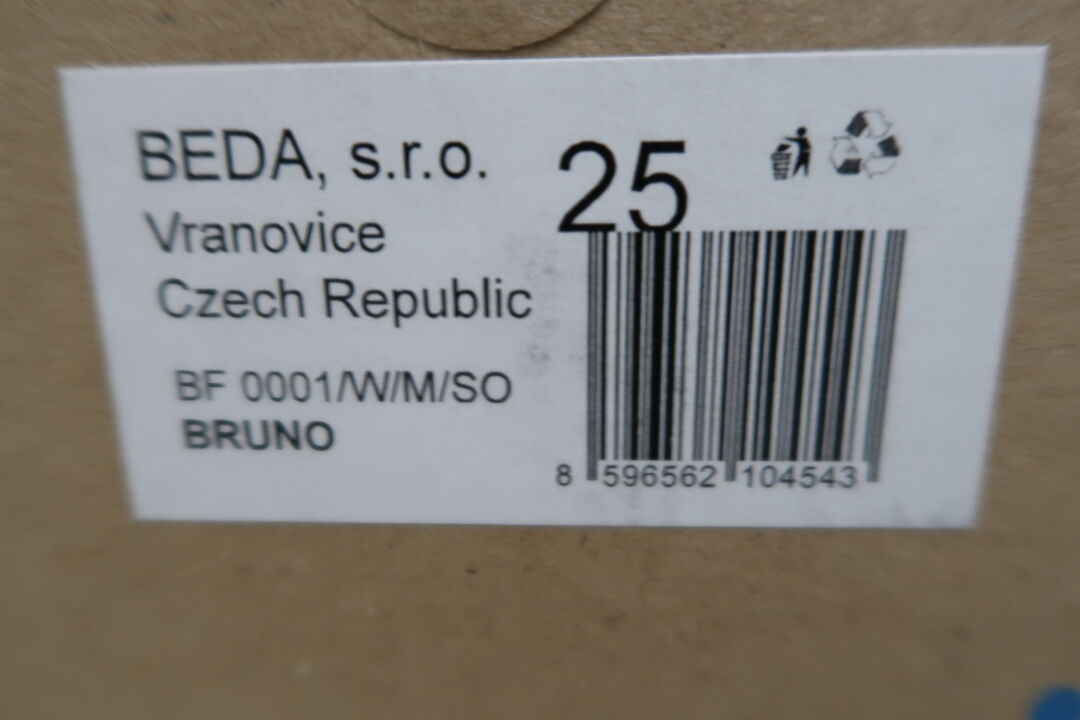 BEDA, s.r.o.
Vranovice
Czech Republic
BF 0001/W/M/SO
BRUNO
25
8 596562 104543